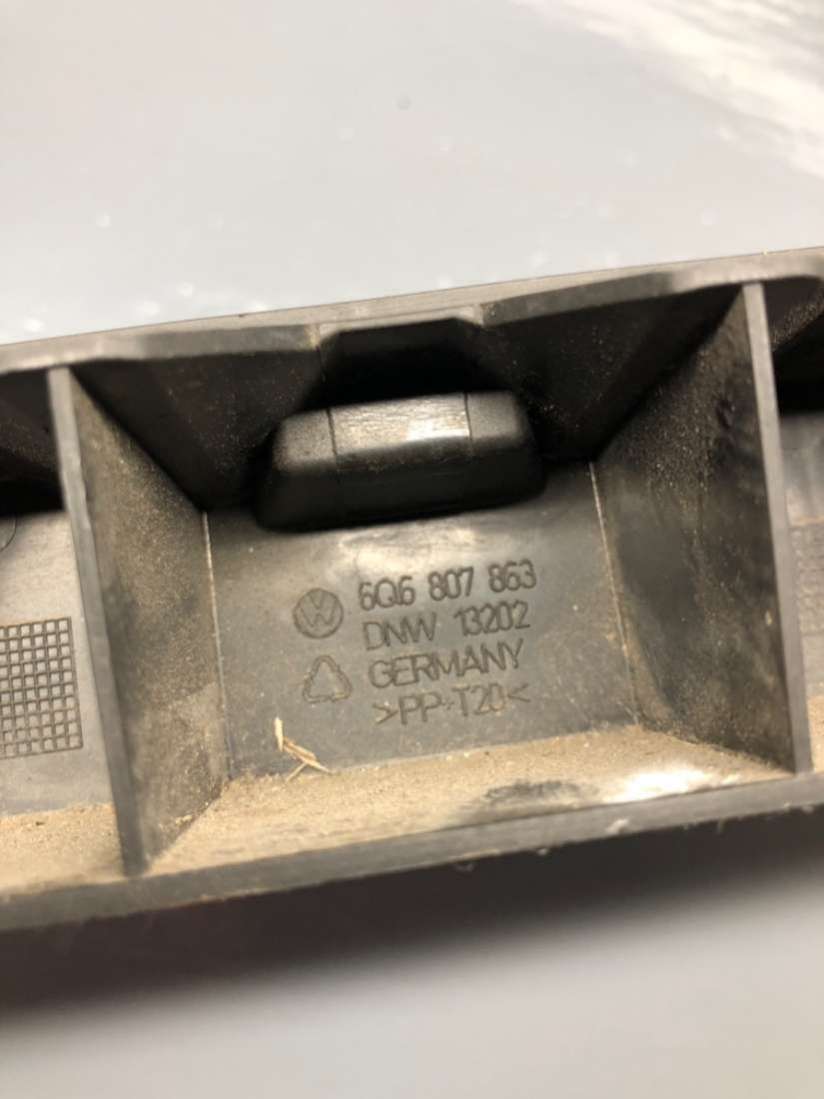 6Q6 807 863
DNW 13202
GERMANY
>PP-T20<